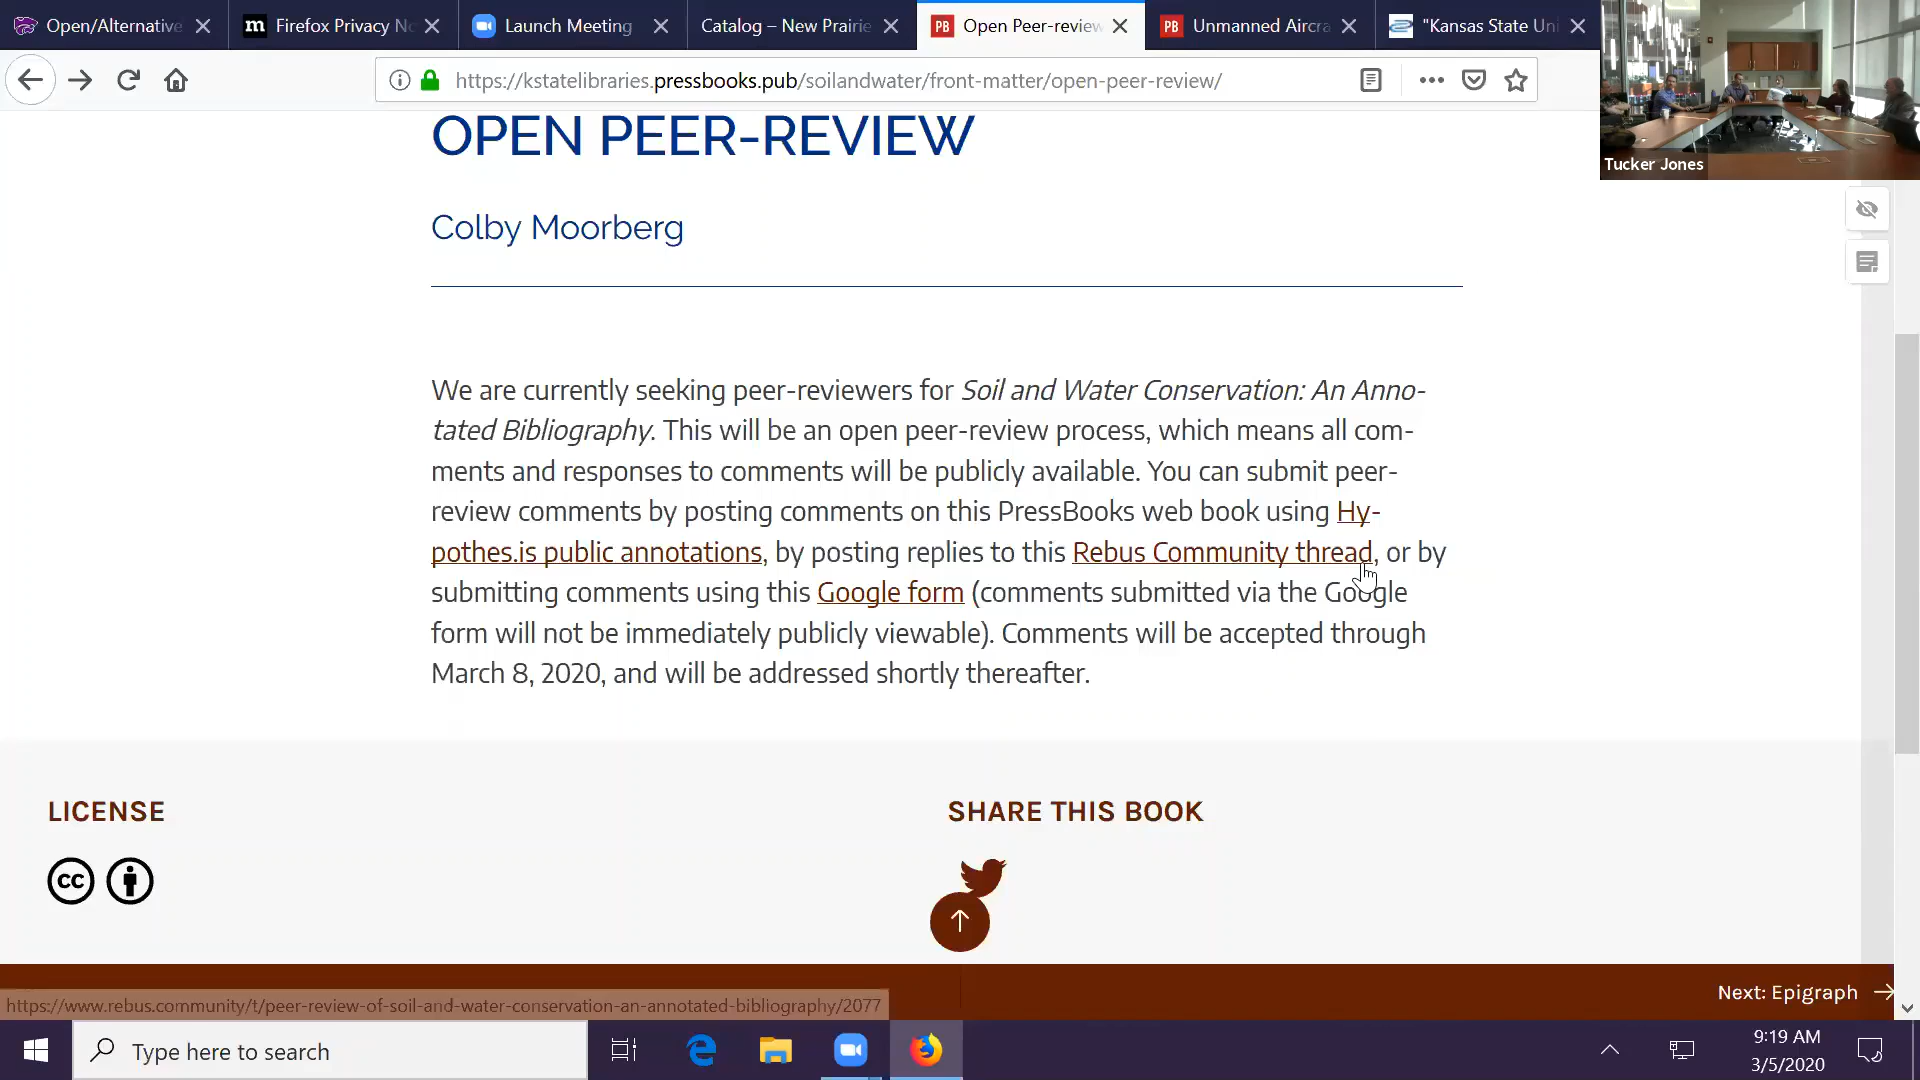 Open/Alternative
Firefox Privacy No
Launch Meeting
Catalog – New Prairie
PB Open Peer-review
PB Unmanned Aircra
"Kansas State Uni
https://kstatelibraries.pressbooks.pub/soilandwater/front-matter/open-peer-review/
Tucker Jones
OPEN PEER-REVIEW
Colby Moorberg
We are currently seeking peer-reviewers for Soil and Water Conservation: An Anno-
tated Bibliography. This will be an open peer-review process, which means all com-
ments and responses to comments will be publicly available. You can submit peer-
review comments by posting comments on this PressBooks web book using Hy-
pothes.is public annotations, by posting replies to this Rebus Community thread, or by
submitting comments using this Google form (comments submitted via the Google
form will not be immediately publicly viewable). Comments will be accepted through
March 8, 2020, and will be addressed shortly thereafter.
LICENSE
SHARE THIS BOOK
cc
Next: Epigraph
https://www.rebus.community/t/peer-review-of-soil-and-water-conservation-an-annotated-bibliography/2077
Type here to search
9:19 AM
3/5/2020